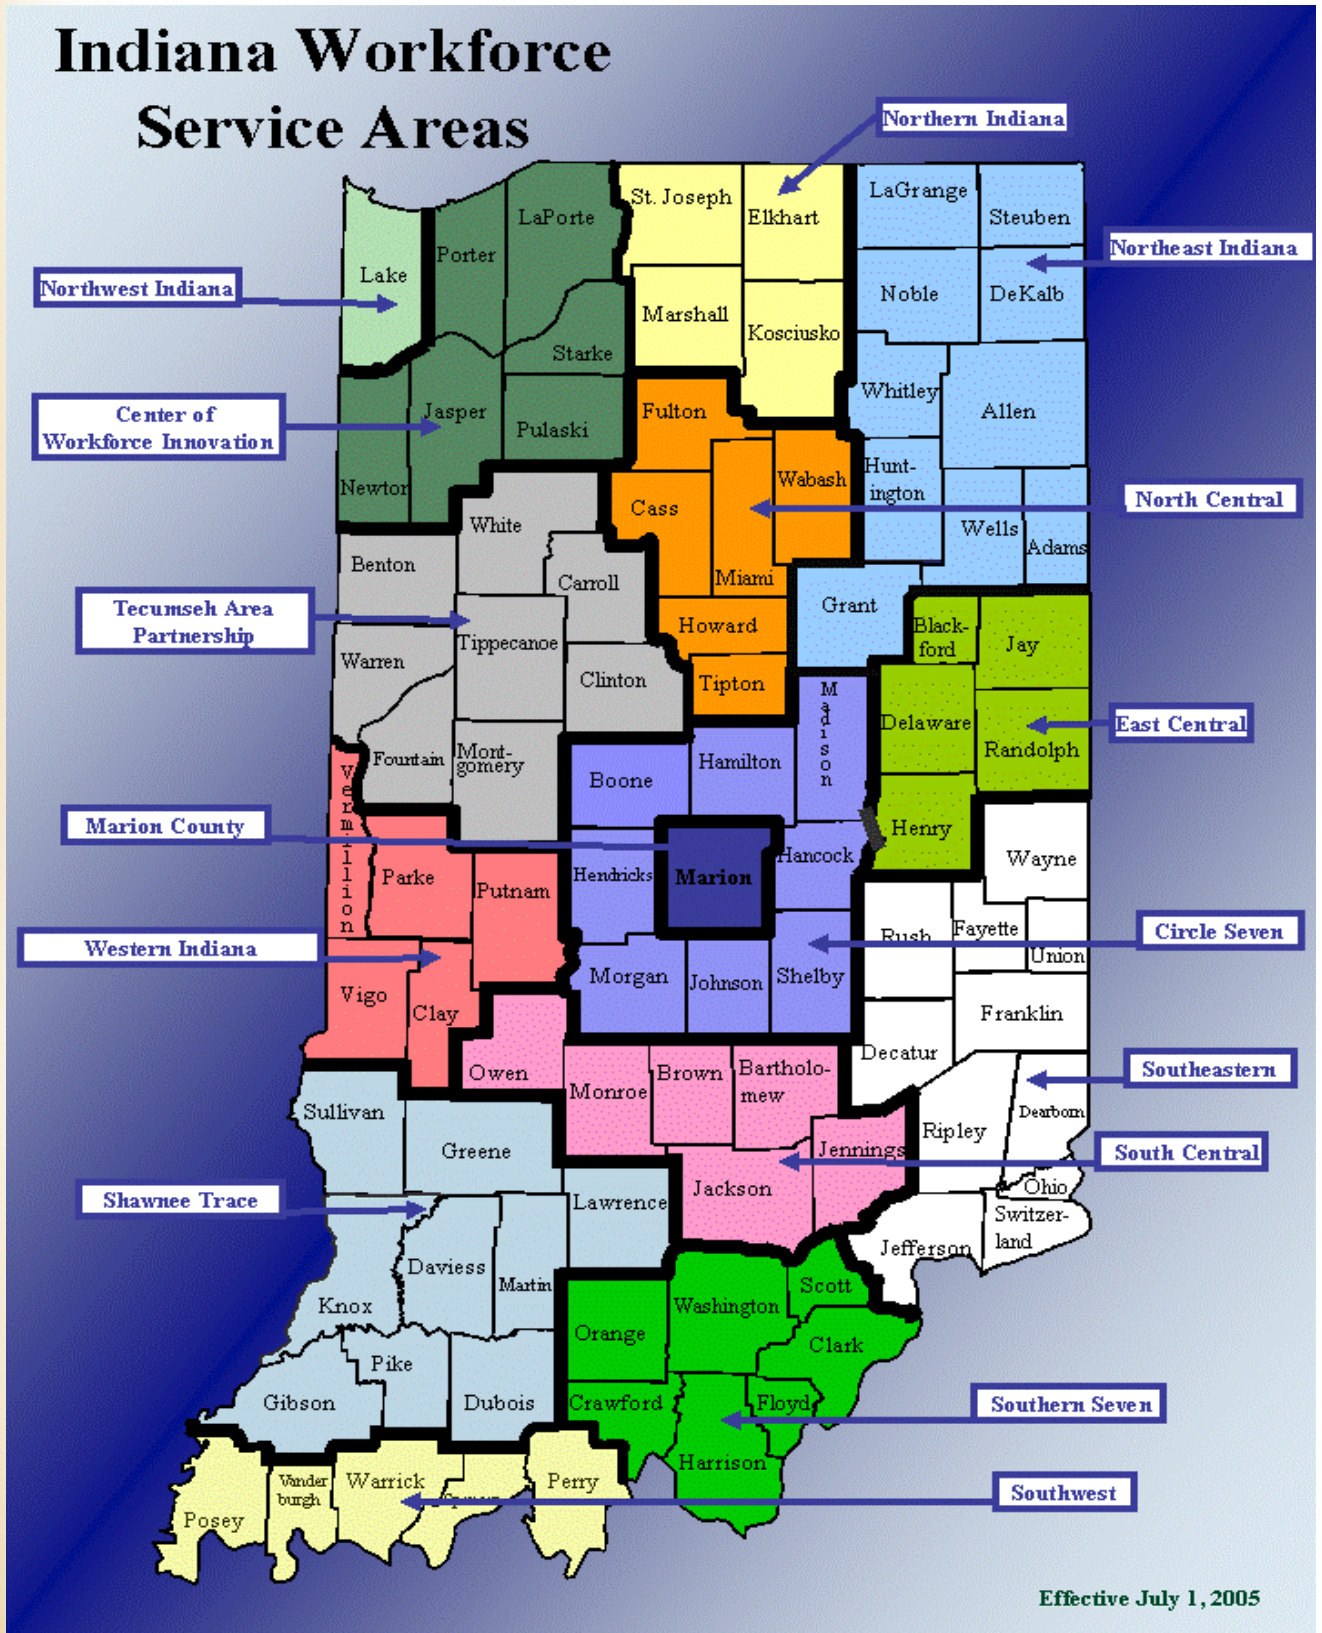 Indiana Workforce
Service Areas
Northern Indiana
LaGrange
St. Joseph
Elkhart
Steuben
LaPorte
Porter
Northeast Indiana
Lake
Northwest Indiana
Noble
DeKalb
Marshall
Kosciusko
Starke
Whitley
Allen
Fulton
Jasper
Center of
Workforce Innovation
Pulaski
Newton
Hunt-
ington
Wabash
North Central
Cass
White
Wells
Adams
Benton
Carroll
Miami
Grant
Tecumseh Area
Partnership
Howard
Black-
ford
Jay
Tippecanoe
Warren
Clinton
Tipton
Madison
Delaware
East Central
Randolph
Fountain
Mont-
gomery
Hamilton
Boone
Vermillion
Marion County
Henry
Hancock
Wayne
Parke
Putnam
Hendricks
Marion
Circle Seven
Rush
Fayette
Union
Western Indiana
Morgan
Johnson
Shelby
Vigo
Clay
Franklin
Decatur
Owen
Monroe
Brown
Bartholo-
mew
Southeastern
Sullivan
Dearborn
Greene
Ripley
Jennings
South Central
Jackson
Ohio
Shawnee Trace
Lawrence
Switzer-
land
Jefferson
Daviess
Martin
Scott
Knox
Washington
Orange
Clark
Pike
Gibson
Dubois
Crawford
Floyd
Southern Seven
Harrison
Vander
burgh
Warrick
Perry
Southwest
Posey
Effective July 1, 2005